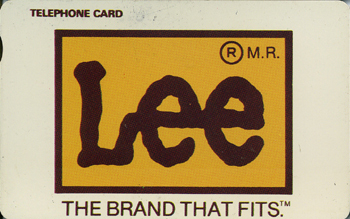 TELEPHONE CARD
® M.R.
Lee
THE BRAND THAT FITS.™